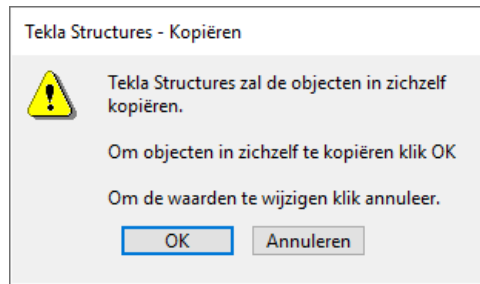 Tekla Structures - Kopiëren
Tekla Structures zal de objecten in zichzelf
kopiëren.
Om objecten in zichzelf te kopiëren klik OK
Om de waarden te wijzigen klik annuleer.
OK
Annuleren